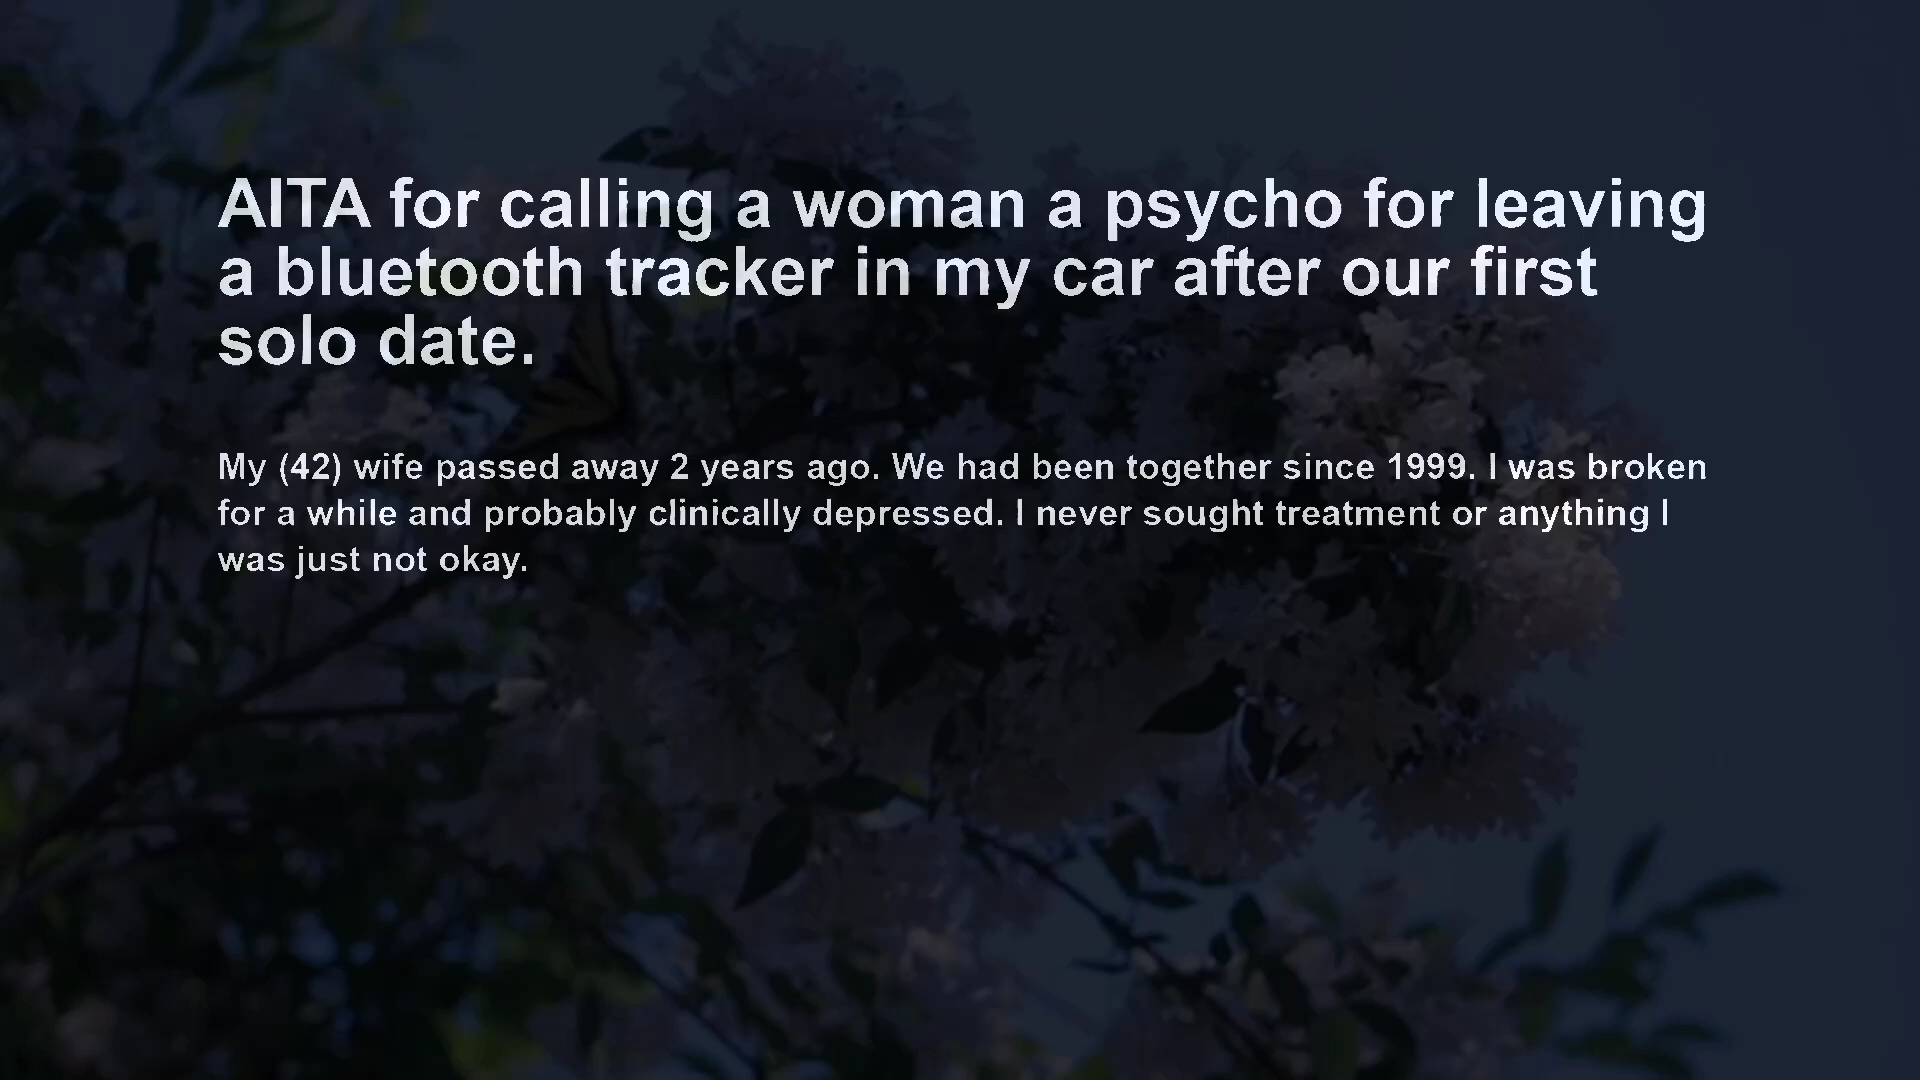 AITA for calling a woman a psycho for leaving
a bluetooth tracker in my car after our first
solo date.
My (42) wife passed away 2 years ago. We had been together since 1999. I was broken
for a while and probably clinically depressed. I never sought treatment or anything I
was just not okay.